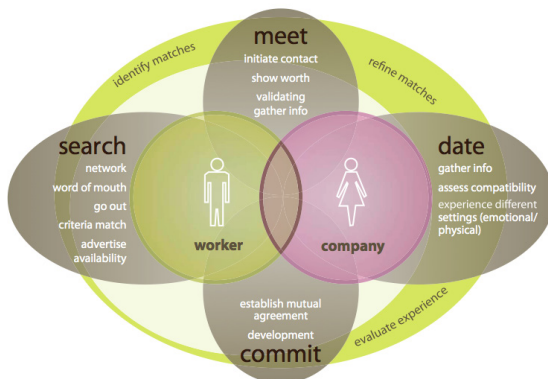 meet
initiate contact
show worth
validating
gather info
identify matches
refine matches
search
network
word of mouth
go out
criteria match
advertise
availability
worker
company
date
gather info
assess compatibility
experience different
settings (emotional/
physical)
establish mutual
agreement
development
commit
evaluate experience